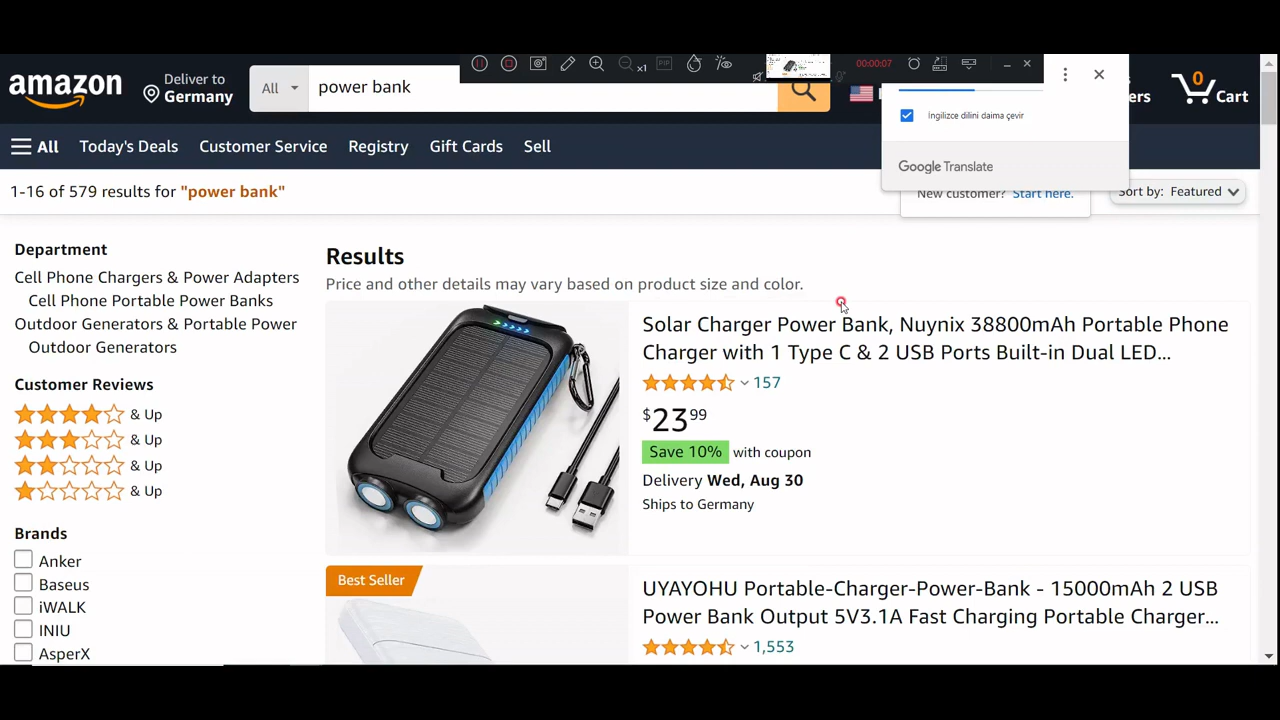 amazon
Deliver to
Germany
All
power bank
x1
PIP
00:00:07
0
Cart
İngilizce dilini daima çevir
Google Translate
All
Today's Deals
Customer Service
Registry
Gift Cards
Sell
1-16 of 579 results for "power bank"
New customer? Start here.
Sort by: Featured
Department
Cell Phone Chargers & Power Adapters
Cell Phone Portable Power Banks
Outdoor Generators & Portable Power
Outdoor Generators
Customer Reviews
& Up
& Up
& Up
& Up
Brands
Anker
Baseus
iWALK
INIU
AsperX
Results
Price and other details may vary based on product size and color.
Solar Charger Power Bank, Nuynix 38800mAh Portable Phone
Charger with 1 Type C & 2 USB Ports Built-in Dual LED...
157
$23 99
Save 10% with coupon
Delivery Wed, Aug 30
Ships to Germany
Best Seller
UYAYOHU Portable-Charger-Power-Bank - 15000mAh 2 USB
Power Bank Output 5V3.1A Fast Charging Portable Charger...
1,553